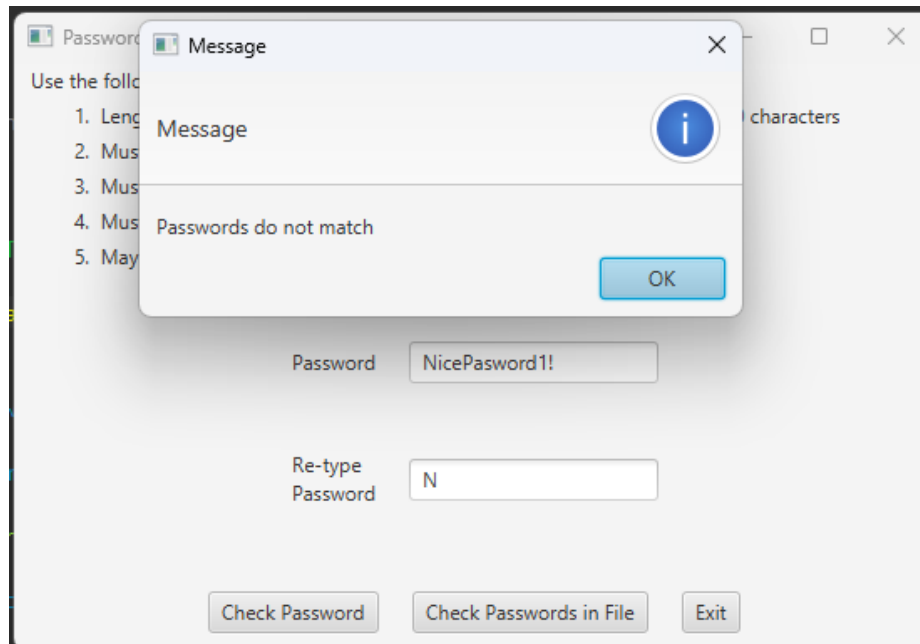 Password
Message
Message
Passwords do not match
OK
Use the follo
1. Leng
characters
2. Mus
3. Mus
4. Mus
5. May
Password NicePasword1!
Re-type
Password
N
Check Password Check Passwords in File Exit